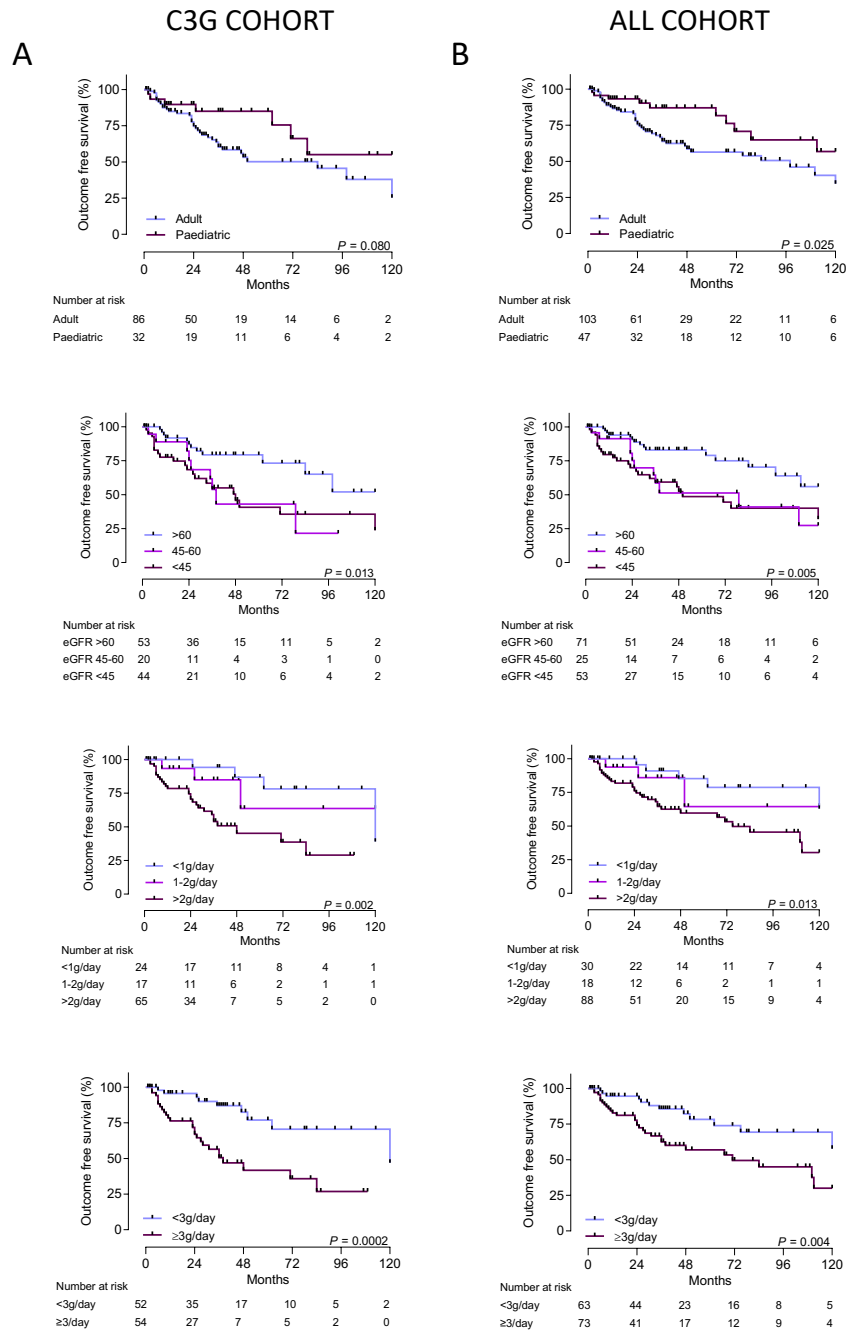 C3G COHORT
ALL COHORT
A
B
Outcome free survival (%)
100
75
50
25
0
Adult
Paediatric
P = 0.080
0 24 48 72 96 120
Months
Number at risk
Adult 86 50 19 14 6 2
Paediatric 32 19 11 6 4 2
Outcome free survival (%)
100
75
50
25
0
Adult
Paediatric
P = 0.025
0 24 48 72 96 120
Months
Number at risk
Adult 103 61 29 22 11 6
Paediatric 47 32 18 12 10 6
Outcome free survival (%)
100
75
50
25
0
>60
45-60
<45
P = 0.013
0 24 48 72 96 120
Months
Number at risk
eGFR >60 53 36 15 11 5 2
eGFR 45-60 20 11 4 3 1 0
eGFR <45 44 21 10 6 4 2
Outcome free survival (%)
100
75
50
25
0
>60
45-60
<45
P = 0.005
0 24 48 72 96 120
Months
Number at risk
eGFR >60 71 51 24 18 11 6
eGFR 45-60 25 14 7 6 4 2
eGFR <45 53 27 15 10 6 4
Outcome free survival (%)
100
75
50
25
0
<1g/day
1-2g/day
>2g/day
P = 0.002
0 24 48 72 96 120
Months
Number at risk
<1g/day 24 17 11 8 4 1
1-2g/day 17 11 6 2 1 1
>2g/day 65 34 7 5 2 0
Outcome free survival (%)
100
75
50
25
0
<1g/day
1-2g/day
>2g/day
P = 0.013
0 24 48 72 96 120
Months
Number at risk
<1g/day 30 22 14 11 7 4
1-2g/day 18 12 6 2 1 1
>2g/day 88 51 20 15 9 4
Outcome free survival (%)
100
75
50
25
0
<3g/day
≥3g/day
P = 0.0002
0 24 48 72 96 120
Months
Number at risk
<3g/day 52 35 17 10 5 2
≥3/day 54 27 7 5 2 0
Outcome free survival (%)
100
75
50
25
0
<3g/day
≥3g/day
P = 0.004
0 24 48 72 96 120
Months
Number at risk
<3g/day 63 44 23 16 8 5
≥3/day 73 41 17 12 9 4